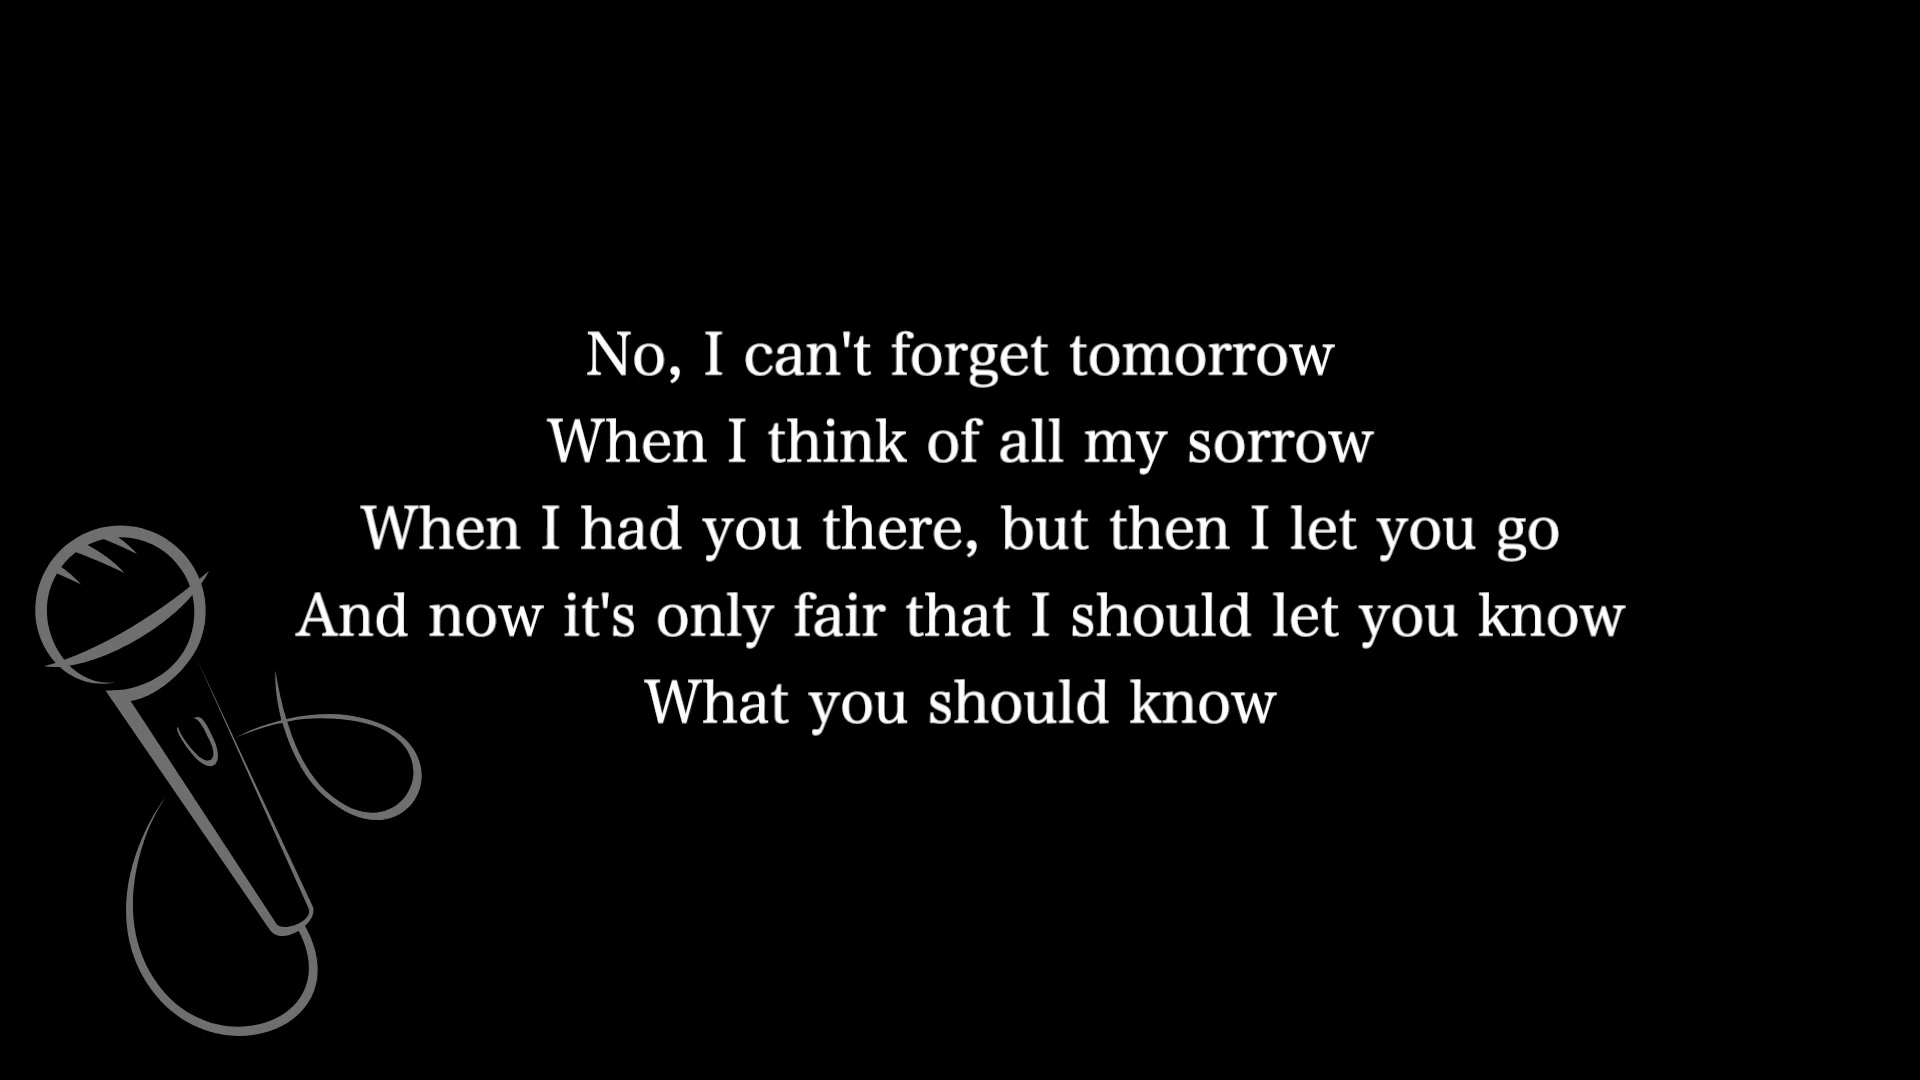 No, I can't forget tomorrow
When I think of all my sorrow
When I had you there, but then I let you go
And now it's only fair that I should let you know
What you should know